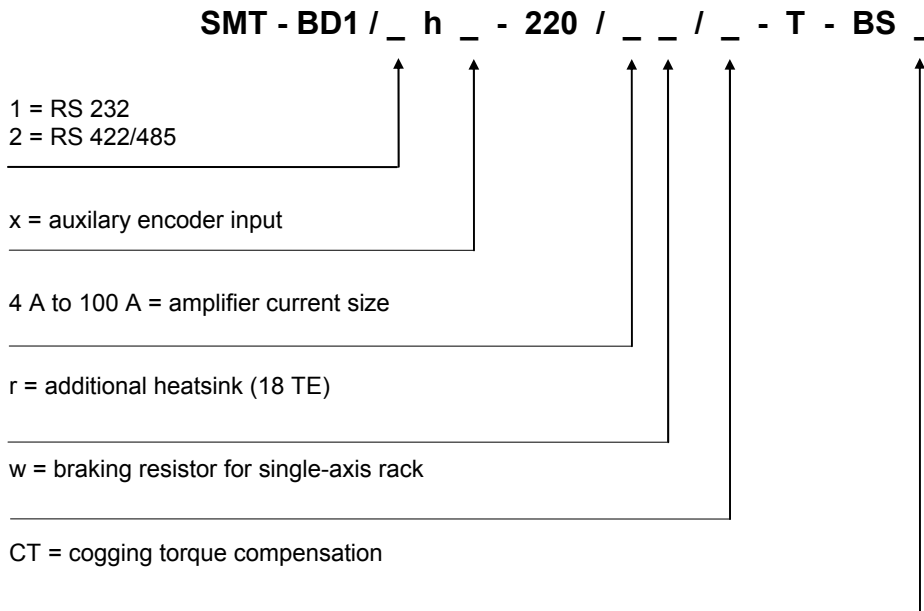 SMT - BD1 / _ h _ - 220 / _ _ / _ - T - BS _
1 = RS 232
2 = RS 422/485
x = auxilary encoder input
4 A to 100 A = amplifier current size
r = additional heatsink (18 TE)
w = braking resistor for single-axis rack
CT = cogging torque compensation